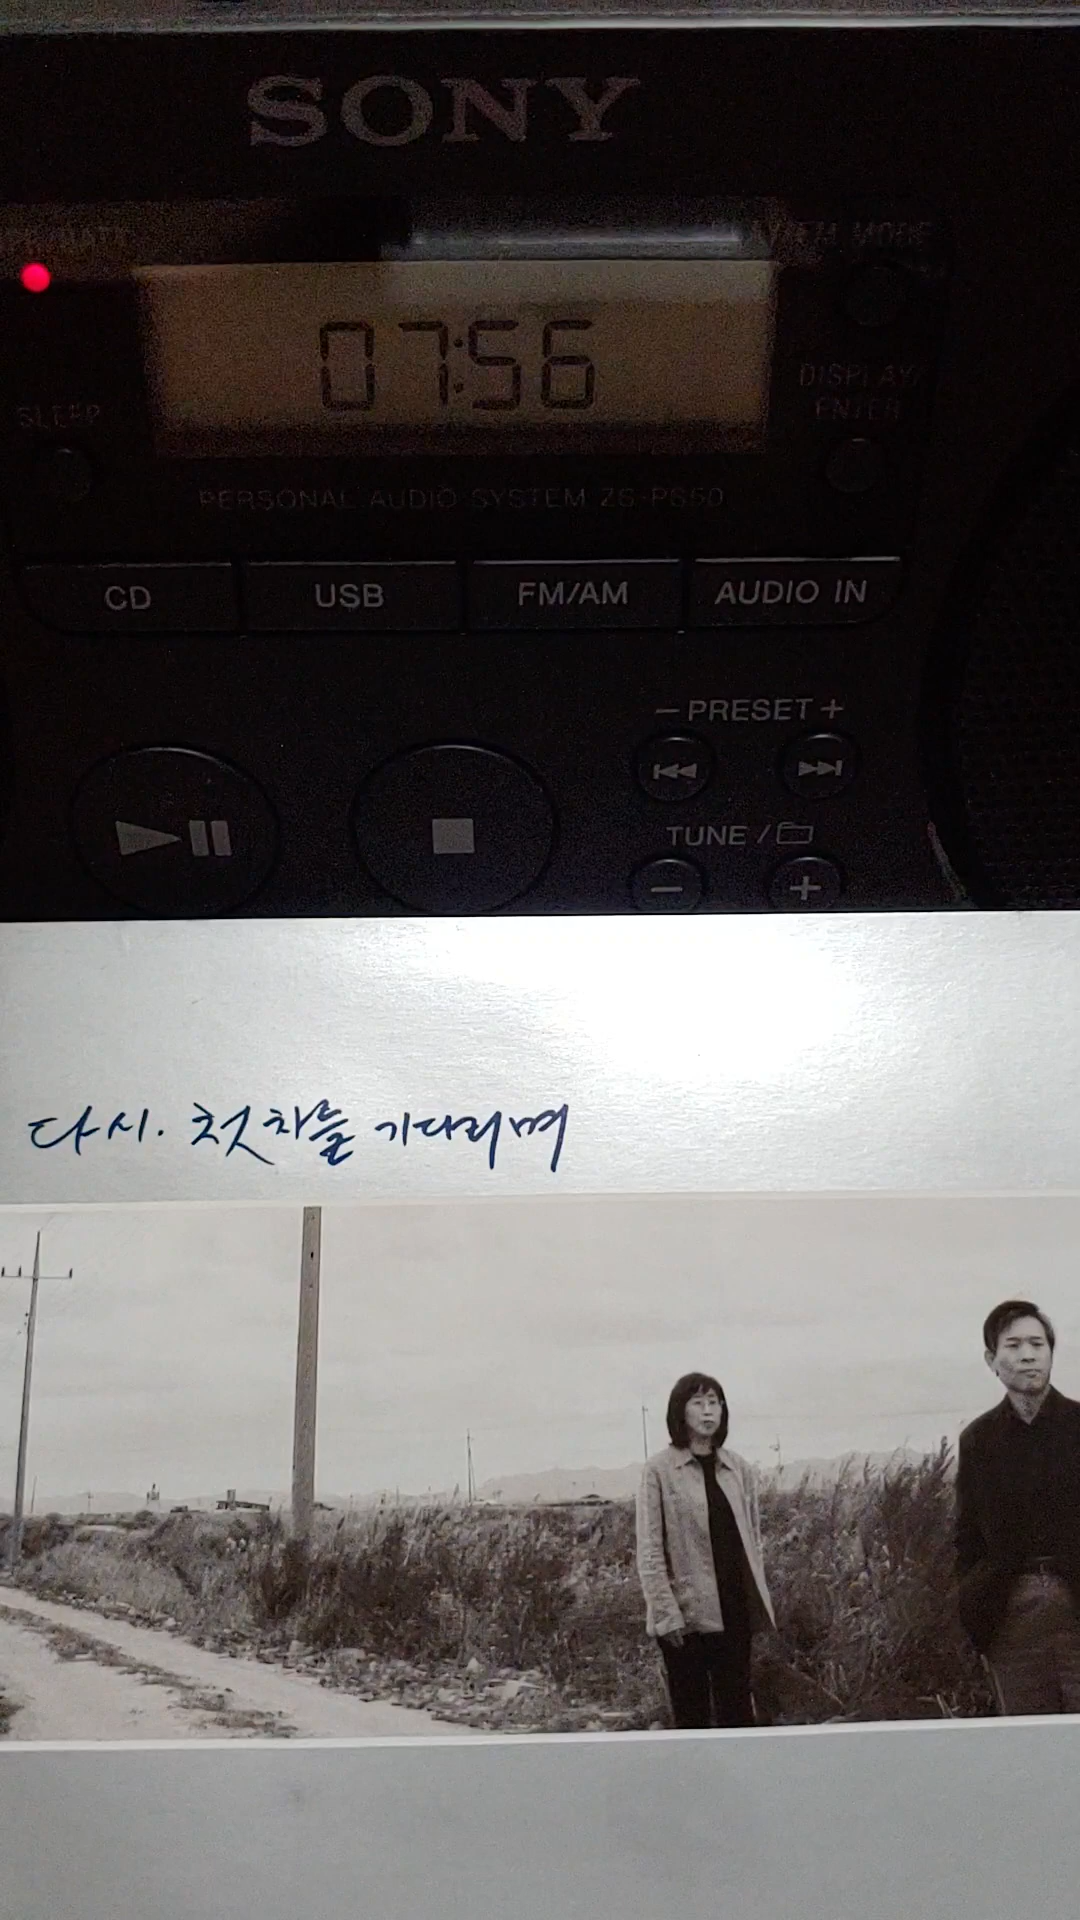 SONY
07:56
SLEEP
DISPLAY/
ENTER
PERSONAL AUDIO SYSTEM ZS-PS50
CD USB FM/AM AUDIO IN
− PRESET +
TUNE /
− +
다시. 첫차를 기다리며